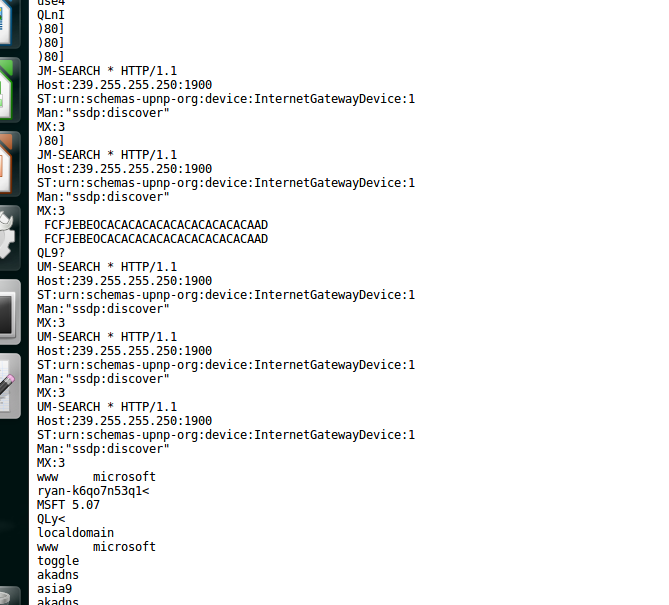 use4
QLnI
)80]
)80]
)80]
JM-SEARCH * HTTP/1.1
Host:239.255.255.250:1900
ST:urn:schemas-upnp-org:device:InternetGatewayDevice:1
Man:"ssdp:discover"
MX:3
)80]
JM-SEARCH * HTTP/1.1
Host:239.255.255.250:1900
ST:urn:schemas-upnp-org:device:InternetGatewayDevice:1
Man:"ssdp:discover"
MX:3
FCFJEBEOCACACACACACACACACACACAAD
FCFJEBEOCACACACACACACACACACACAAD
QL9?
UM-SEARCH * HTTP/1.1
Host:239.255.255.250:1900
ST:urn:schemas-upnp-org:device:InternetGatewayDevice:1
Man:"ssdp:discover"
MX:3
UM-SEARCH * HTTP/1.1
Host:239.255.255.250:1900
ST:urn:schemas-upnp-org:device:InternetGatewayDevice:1
Man:"ssdp:discover"
MX:3
UM-SEARCH * HTTP/1.1
Host:239.255.255.250:1900
ST:urn:schemas-upnp-org:device:InternetGatewayDevice:1
Man:"ssdp:discover"
MX:3
www     microsoft
ryan-k6qo7n53q1<
MSFT 5.07
QLy<
localdomain
www     microsoft
toggle
akadns
asia9
akadns